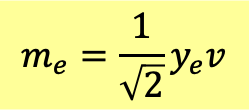 $m_e = \frac{1}{\sqrt{2}} y_e v$